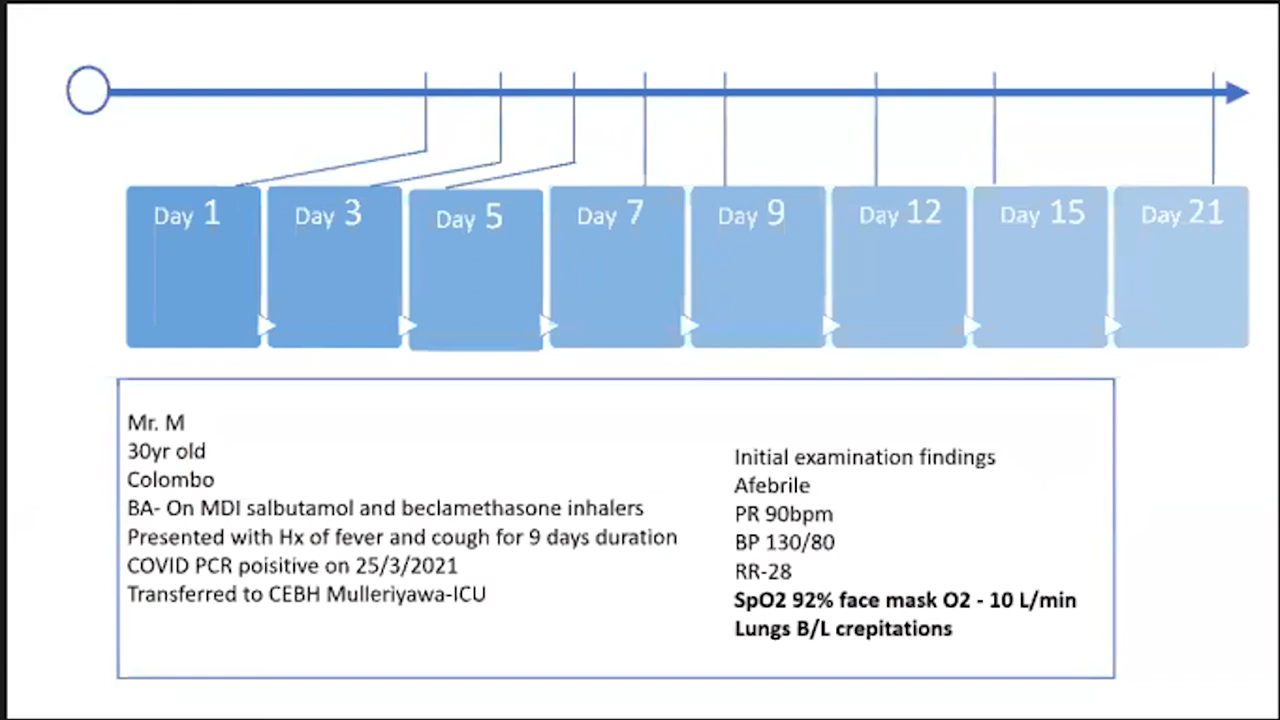 Day 1
Day 3
Day 5
Day 7
Day 9
Day 12
Day 15
Day 21
Mr. M
30yr old
Colombo
BA- On MDI salbutamol and beclamethasone inhalers
Presented with Hx of fever and cough for 9 days duration
COVID PCR poisitive on 25/3/2021
Transferred to CEBH Mulleriyawa-ICU
Initial examination findings
Afebrile
PR 90bpm
BP 130/80
RR-28
SpO2 92% face mask O2 - 10 L/min
Lungs B/L crepitations